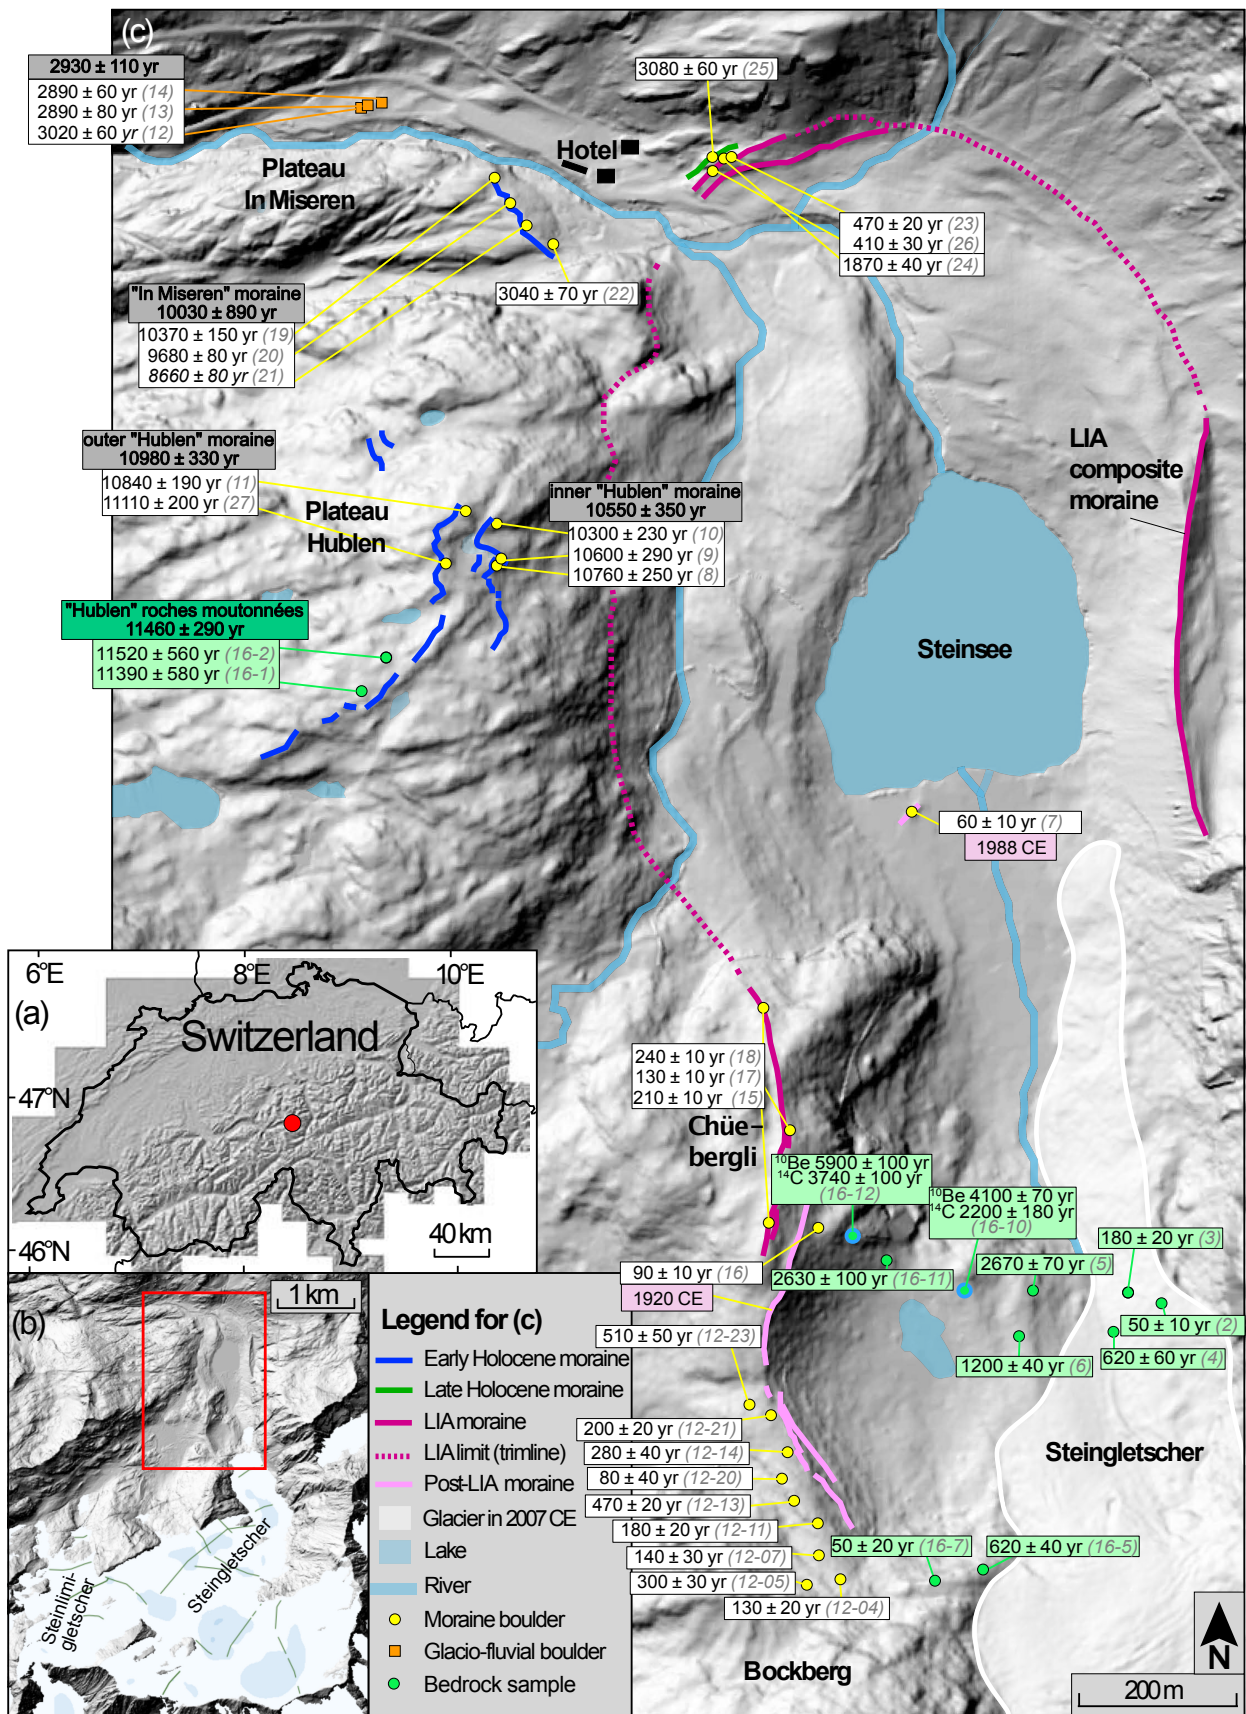 (c)
2930 ± 110 yr
2890 ± 60 yr (14)
2890 ± 80 yr (13)
3020 ± 60 yr (12)
3080 ± 60 yr (25)
Hotel
Plateau
In Miseren
470 ± 20 yr (23)
410 ± 30 yr (26)
1870 ± 40 yr (24)
3040 ± 70 yr (22)
"In Miseren" moraine
10030 ± 890 yr
10370 ± 150 yr (19)
9680 ± 80 yr (20)
8660 ± 80 yr (21)
outer "Hublen" moraine
10980 ± 330 yr
10840 ± 190 yr (11)
11110 ± 200 yr (27)
Plateau
Hublen
inner "Hublen" moraine
10550 ± 350 yr
10300 ± 230 yr (10)
10600 ± 290 yr (9)
10760 ± 250 yr (8)
LIA
composite
moraine
"Hublen" roches moutonnées
11460 ± 290 yr
11520 ± 560 yr (16-2)
11390 ± 580 yr (16-1)
Steinsee
60 ± 10 yr (7)
1988 CE
6°E
8°E
10°E
(a)
Switzerland
47°N
46°N
40 km
240 ± 10 yr (18)
130 ± 10 yr (17)
210 ± 10 yr (15)
Chüe–
bergli
¹⁰Be 5900 ± 100 yr
¹⁴C 3740 ± 100 yr
(16-12)
¹⁰Be 4100 ± 70 yr
¹⁴C 2200 ± 180 yr
(16-10)
180 ± 20 yr (3)
90 ± 10 yr (16)
2630 ± 100 yr (16-11)
2670 ± 70 yr (5)
1920 CE
50 ± 10 yr (2)
510 ± 50 yr (12-23)
1200 ± 40 yr (6)
620 ± 60 yr (4)
200 ± 20 yr (12-21)
280 ± 40 yr (12-14)
80 ± 40 yr (12-20)
470 ± 20 yr (12-13)
180 ± 20 yr (12-11)
140 ± 30 yr (12-07)
300 ± 30 yr (12-05)
130 ± 20 yr (12-04)
Steingletscher
50 ± 20 yr (16-7)
620 ± 40 yr (16-5)
Bockberg
N
200 m
(b)
1 km
Steinlimi-
gletscher
Steingletscher
Legend for (c)
Early Holocene moraine
Late Holocene moraine
LIA moraine
LIA limit (trimline)
Post-LIA moraine
Glacier in 2007 CE
Lake
River
Moraine boulder
Glacio-fluvial boulder
Bedrock sample